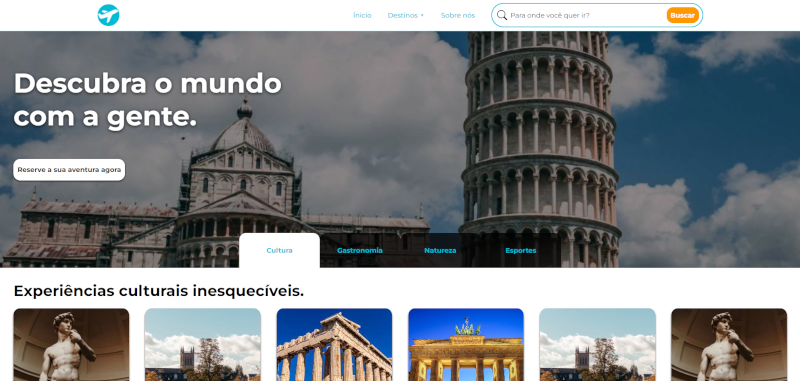 Ínicio
Destinos
Sobre nós
Para onde você quer ir?
Buscar
Descubra o mundo
com a gente.
Reserve a sua aventura agora
Cultura
Gastronomia
Natureza
Esportes
Experiências culturais inesquecíveis.